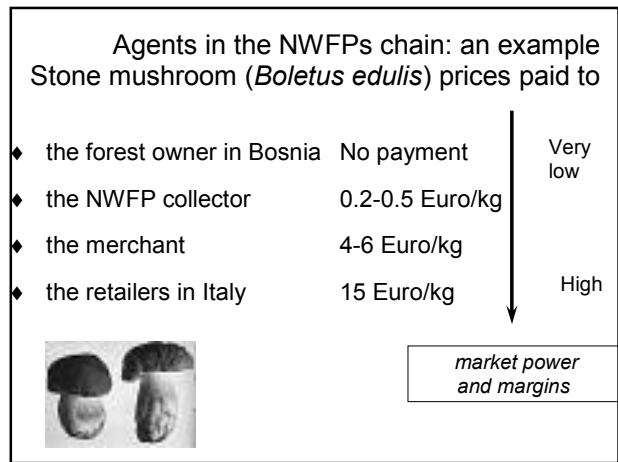 Agents in the NWFPs chain: an example
Stone mushroom (Boletus edulis) prices paid to
♦ the forest owner in Bosnia No payment
Very
low
♦ the NWFP collector 0.2-0.5 Euro/kg
♦ the merchant 4-6 Euro/kg
♦ the retailers in Italy 15 Euro/kg
High
market power
and margins